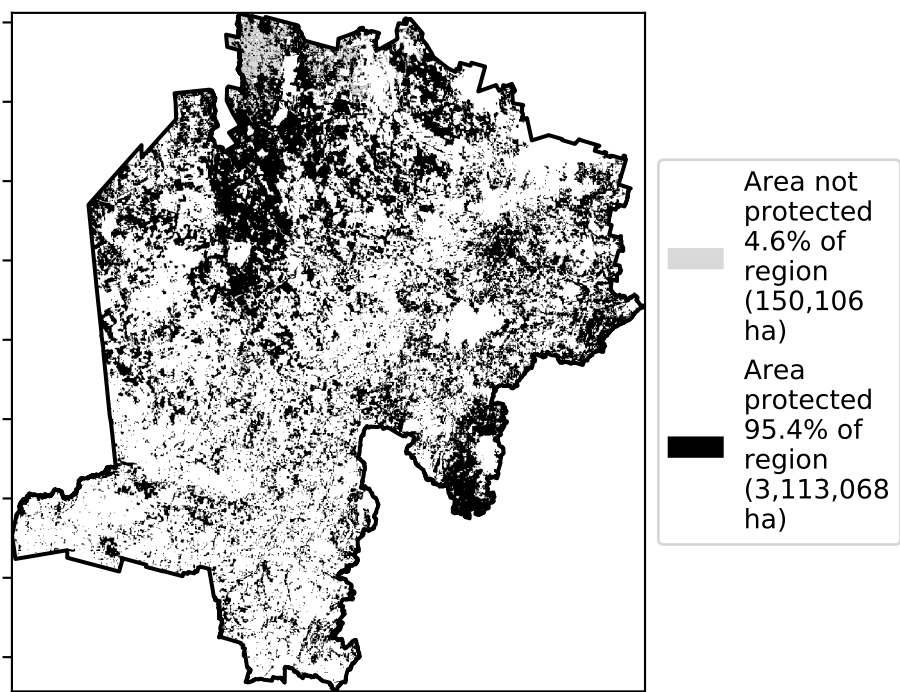 Area not
protected
4.6% of
region
(150,106
ha)
Area
protected
95.4% of
region
(3,113,068
ha)